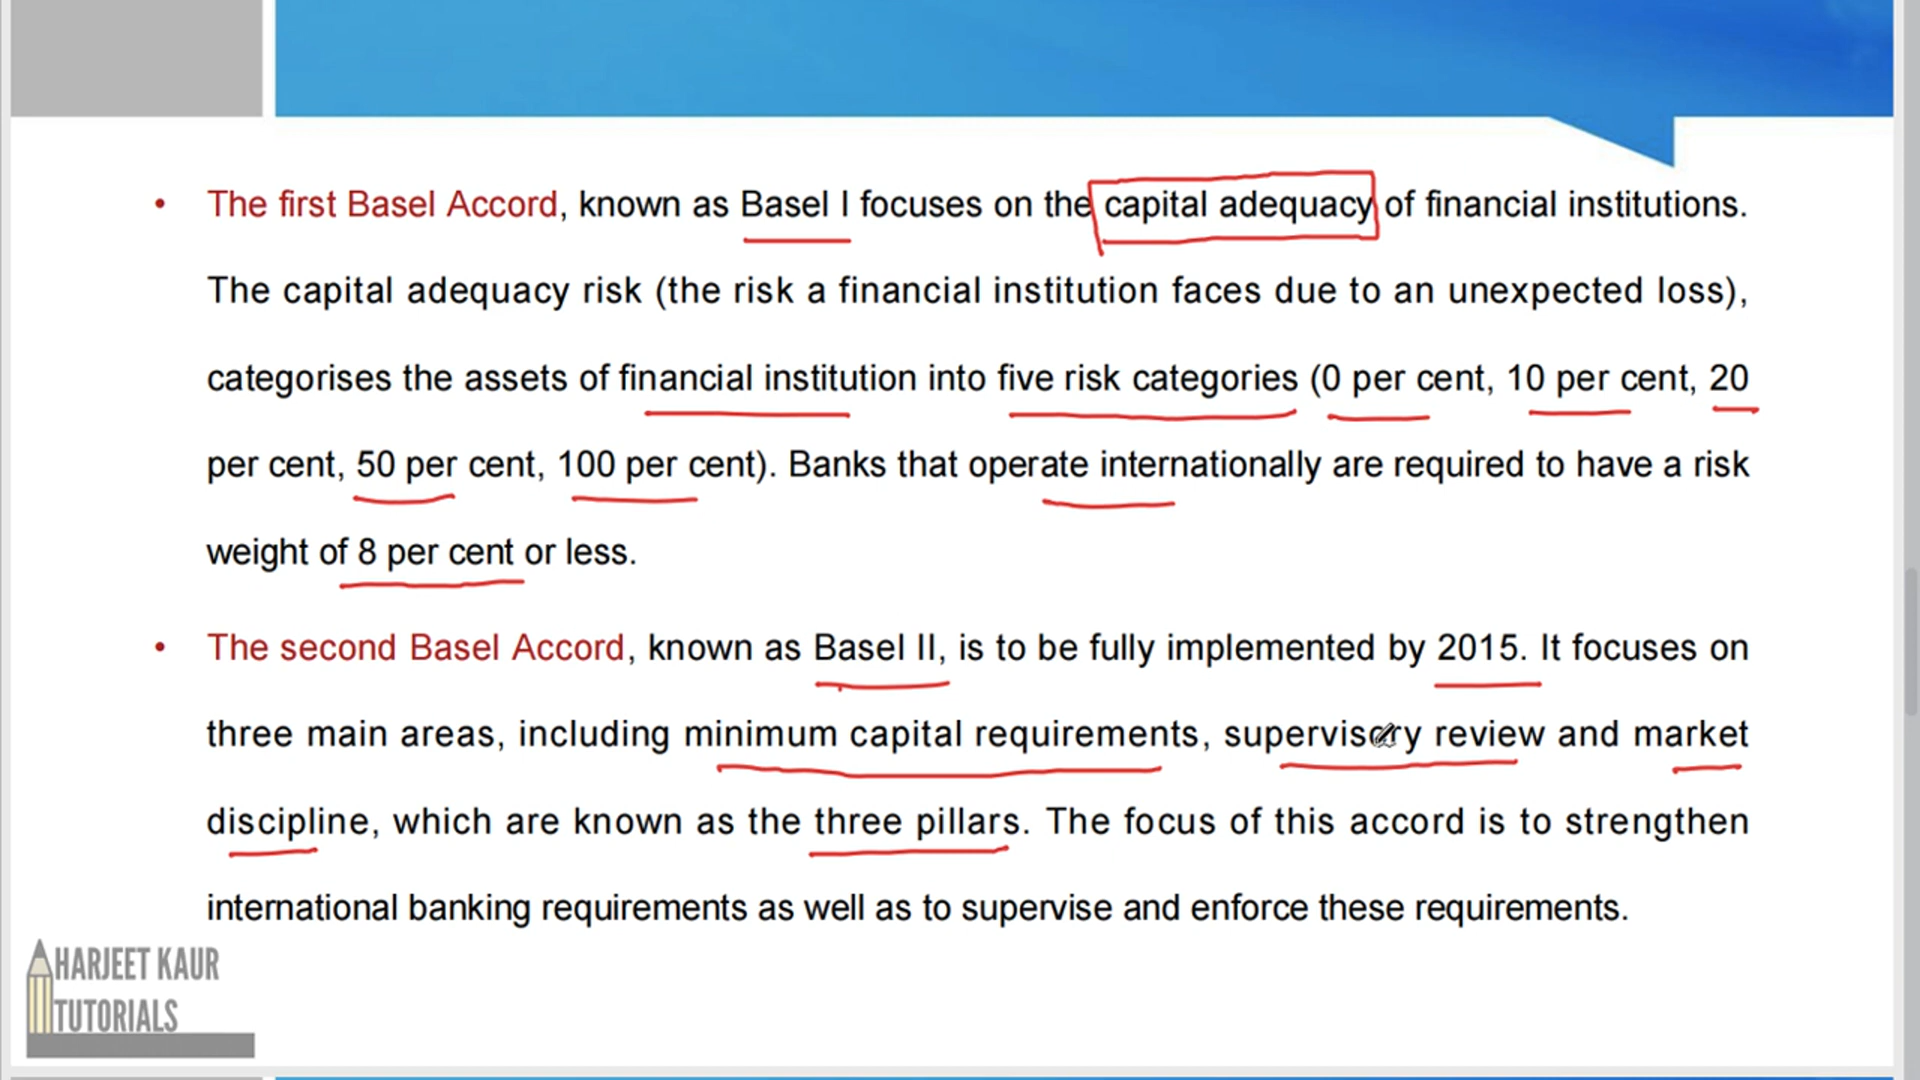 • The first Basel Accord, known as Basel I focuses on the capital adequacy of financial institutions.
The capital adequacy risk (the risk a financial institution faces due to an unexpected loss),
categorises the assets of financial institution into five risk categories (0 per cent, 10 per cent, 20
per cent, 50 per cent, 100 per cent). Banks that operate internationally are required to have a risk
weight of 8 per cent or less.
• The second Basel Accord, known as Basel II, is to be fully implemented by 2015. It focuses on
three main areas, including minimum capital requirements, supervisory review and market
discipline, which are known as the three pillars. The focus of this accord is to strengthen
international banking requirements as well as to supervise and enforce these requirements.
HARJEET KAUR
TUTORIALS